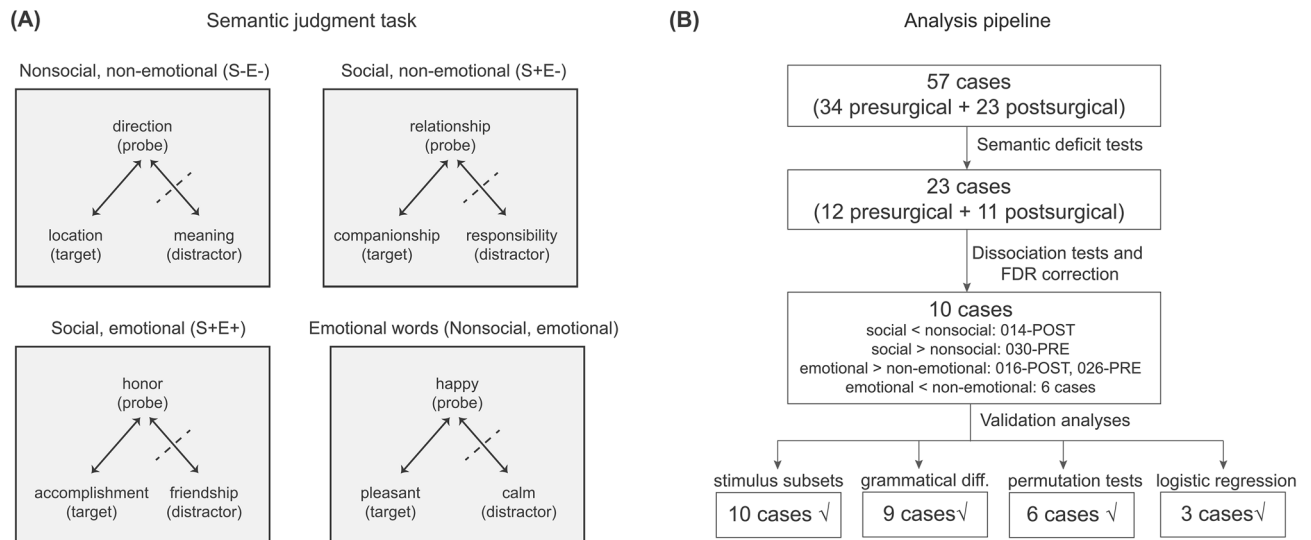 (A)
Semantic judgment task
Nonsocial, non-emotional (S-E-)
direction
(probe)
location
(target)
meaning
(distractor)
Social, non-emotional (S+E-)
relationship
(probe)
companionship
(target)
responsibility
(distractor)
Social, emotional (S+E+)
honor
(probe)
accomplishment
(target)
friendship
(distractor)
Emotional words (Nonsocial, emotional)
happy
(probe)
pleasant
(target)
calm
(distractor)
(B)
Analysis pipeline
57 cases
(34 presurgical + 23 postsurgical)
Semantic deficit tests
23 cases
(12 presurgical + 11 postsurgical)
Dissociation tests and
FDR correction
10 cases
social < nonsocial: 014-POST
social > nonsocial: 030-PRE
emotional > non-emotional: 016-POST, 026-PRE
emotional < non-emotional: 6 cases
Validation analyses
stimulus subsets
10 cases √
grammatical diff.
9 cases√
permutation tests
6 cases √
logistic regression
3 cases√